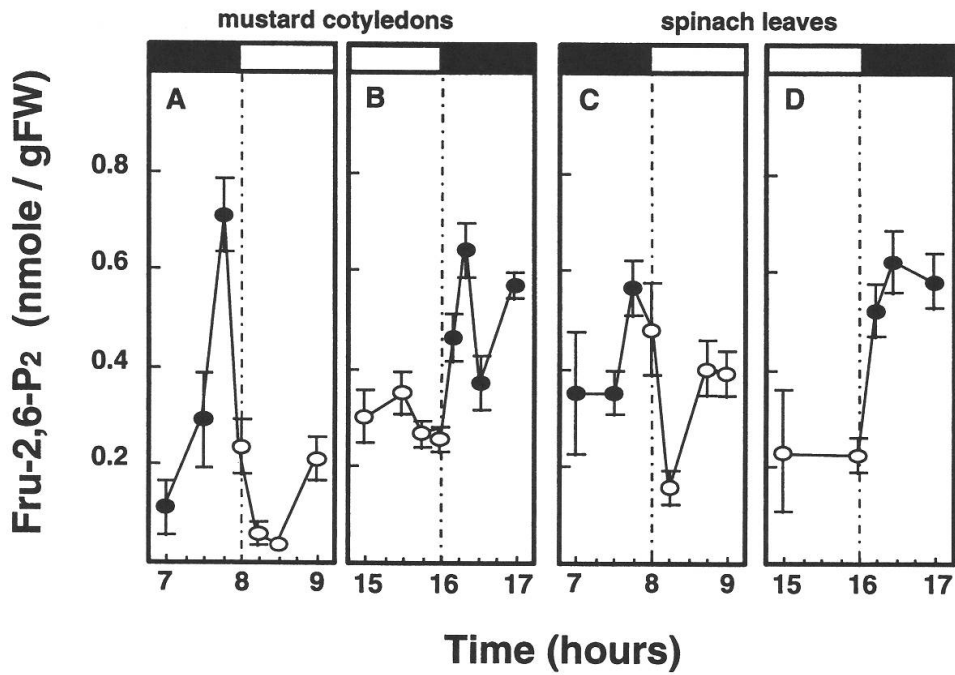 mustard cotyledons
spinach leaves
A
B
C
D
Fru-2,6-P2 (nmole / gFW)
0.8
0.6
0.4
0.2
7 8 9
15 16 17
7 8 9
15 16 17
Time (hours)